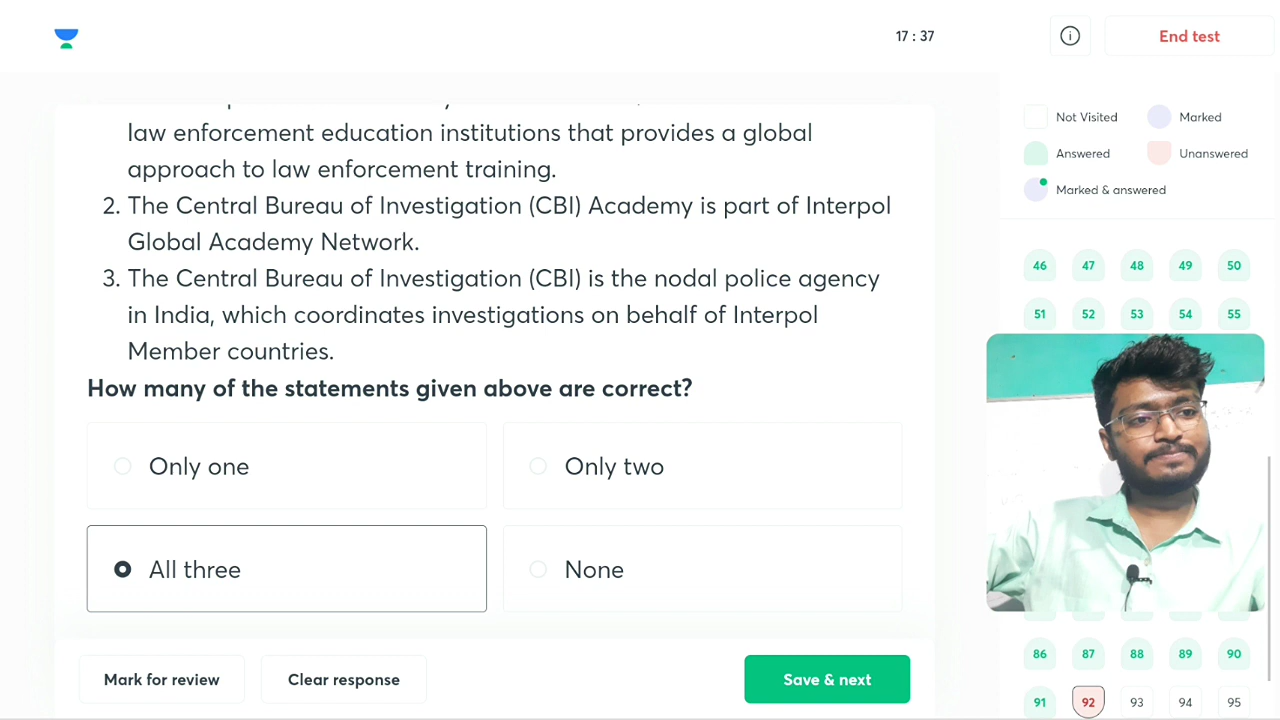 17 : 37
End test
law enforcement education institutions that provides a global
approach to law enforcement training.
2. The Central Bureau of Investigation (CBI) Academy is part of Interpol
Global Academy Network.
3. The Central Bureau of Investigation (CBI) is the nodal police agency
in India, which coordinates investigations on behalf of Interpol
Member countries.
How many of the statements given above are correct?
Only one
Only two
All three
None
Mark for review
Clear response
Save & next
Not Visited
Marked
Answered
Unanswered
Marked & answered
46 47 48 49 50
51 52 53 54 55
86 87 88 89 90
91 92 93 94 95